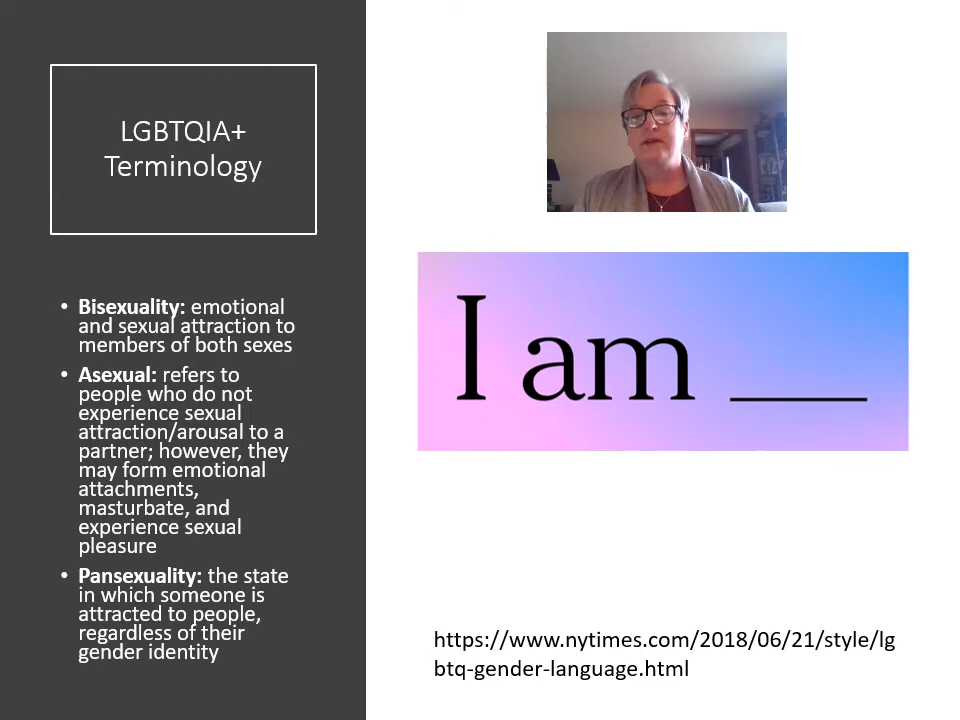 LGBTQIA+
Terminology
• Bisexuality: emotional
and sexual attraction to
members of both sexes
• Asexual: refers to
people who do not
experience sexual
attraction/arousal to a
partner; however, they
may form emotional
attachments,
masturbate, and
experience sexual
pleasure
• Pansexuality: the state
in which someone is
attracted to people,
regardless of their
gender identity
I am ___
https://www.nytimes.com/2018/06/21/style/lg
btq-gender-language.html